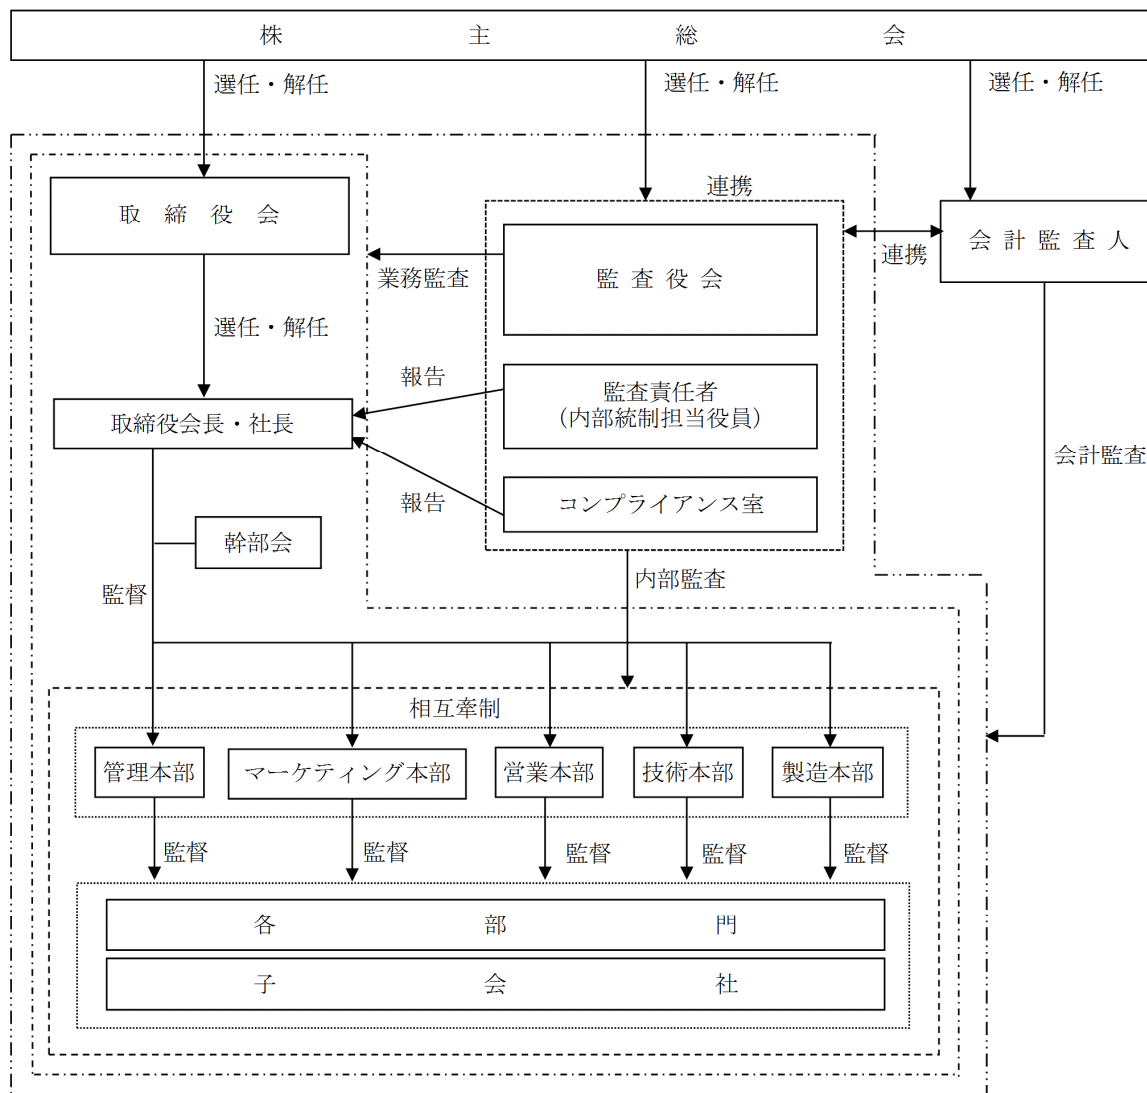 株主総会
選任・解任
選任・解任
選任・解任
連携
取締役会
監査役会
会計監査人
連携
業務監査
選任・解任
報告
監査責任者
（内部統制担当役員）
取締役会長・社長
会計監査
報告
コンプライアンス室
幹部会
監督
内部監査
相互牽制
管理本部
マーケティング本部
営業本部
技術本部
製造本部
監督
監督
監督
監督
監督
各部門
子会社